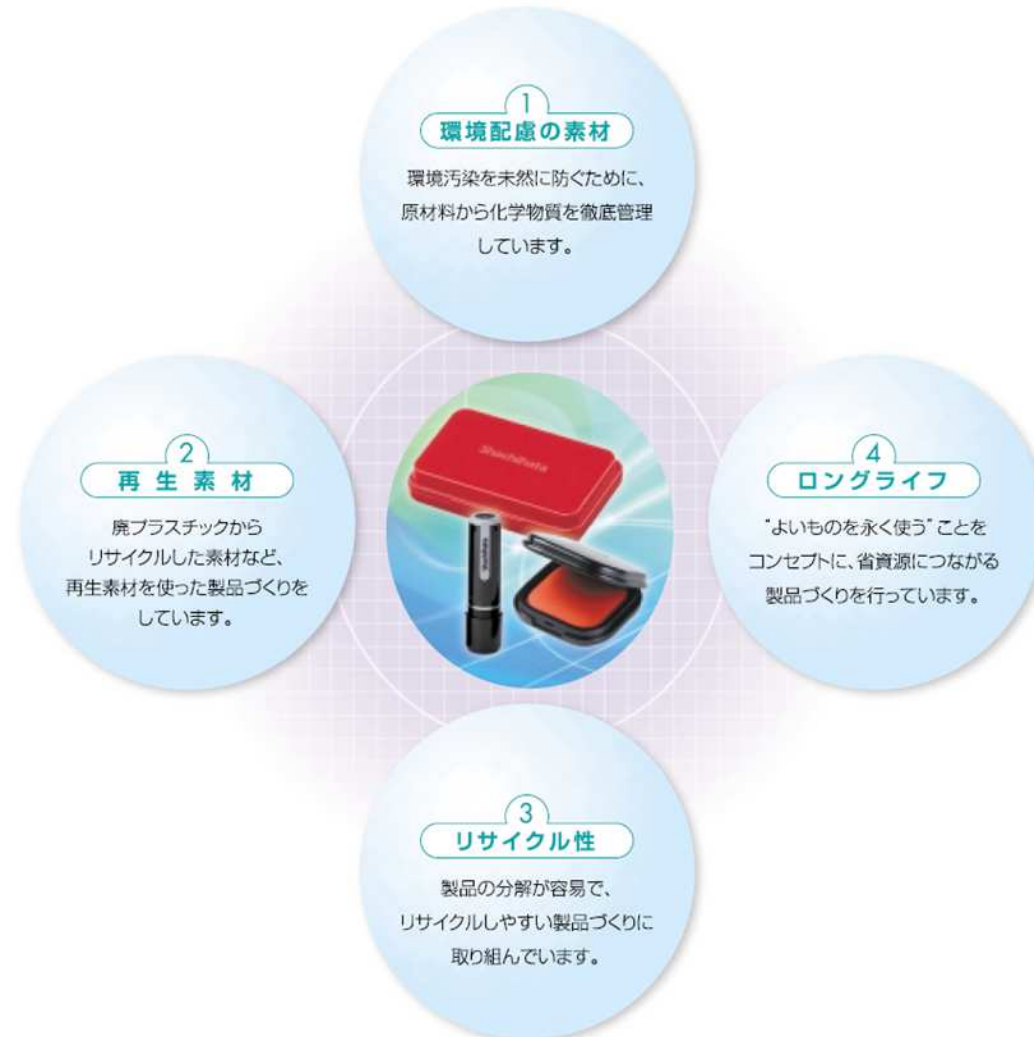 1
環境配慮の素材
環境汚染を未然に防ぐために、
原材料から化学物質を徹底管理
しています。
2
再生素材
廃プラスチックから
リサイクルした素材など、
再生素材を使った製品づくりを
しています。
Shachihata
4
ロングライフ
“よいものを永く使う”ことを
コンセプトに、省資源につながる
製品づくりを行っています。
3
リサイクル性
製品の分解が容易で、
リサイクルしやすい製品づくりに
取り組んでいます。